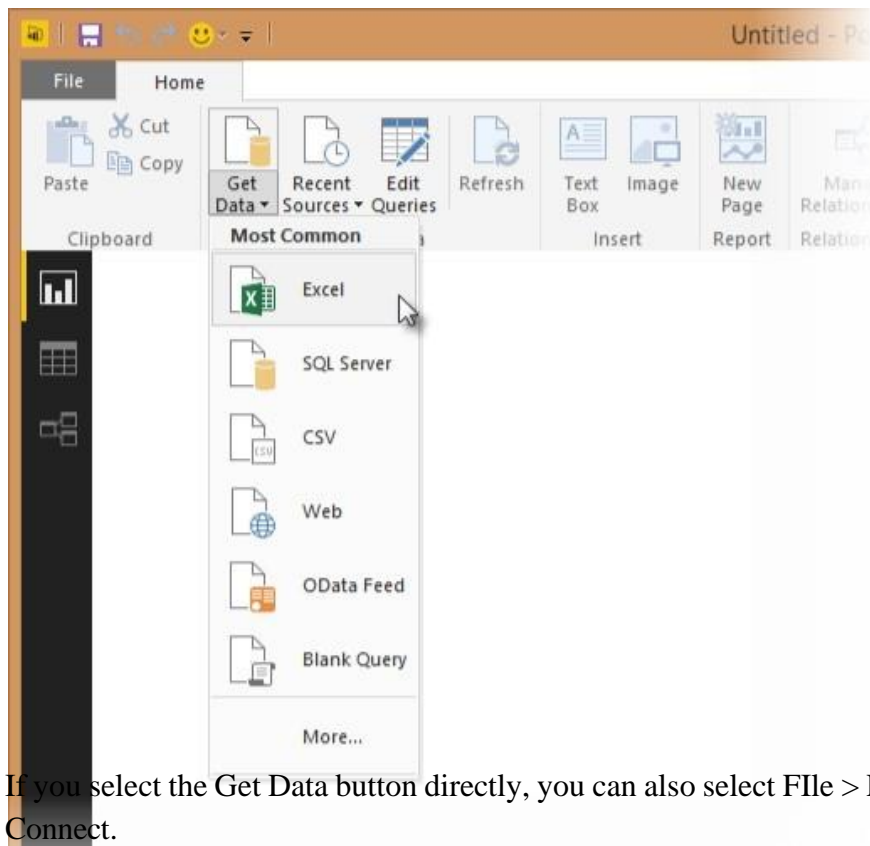 Untitled - Po
File Home
Cut
Copy
Paste
Get Data
Recent Sources
Edit Queries
Refresh
Text Box
Image
New Page
Clipboard
Insert
Report
Most Common
Excel
SQL Server
CSV
Web
OData Feed
Blank Query
More...
If you select the Get Data button directly, you can also select FIle >
Connect.